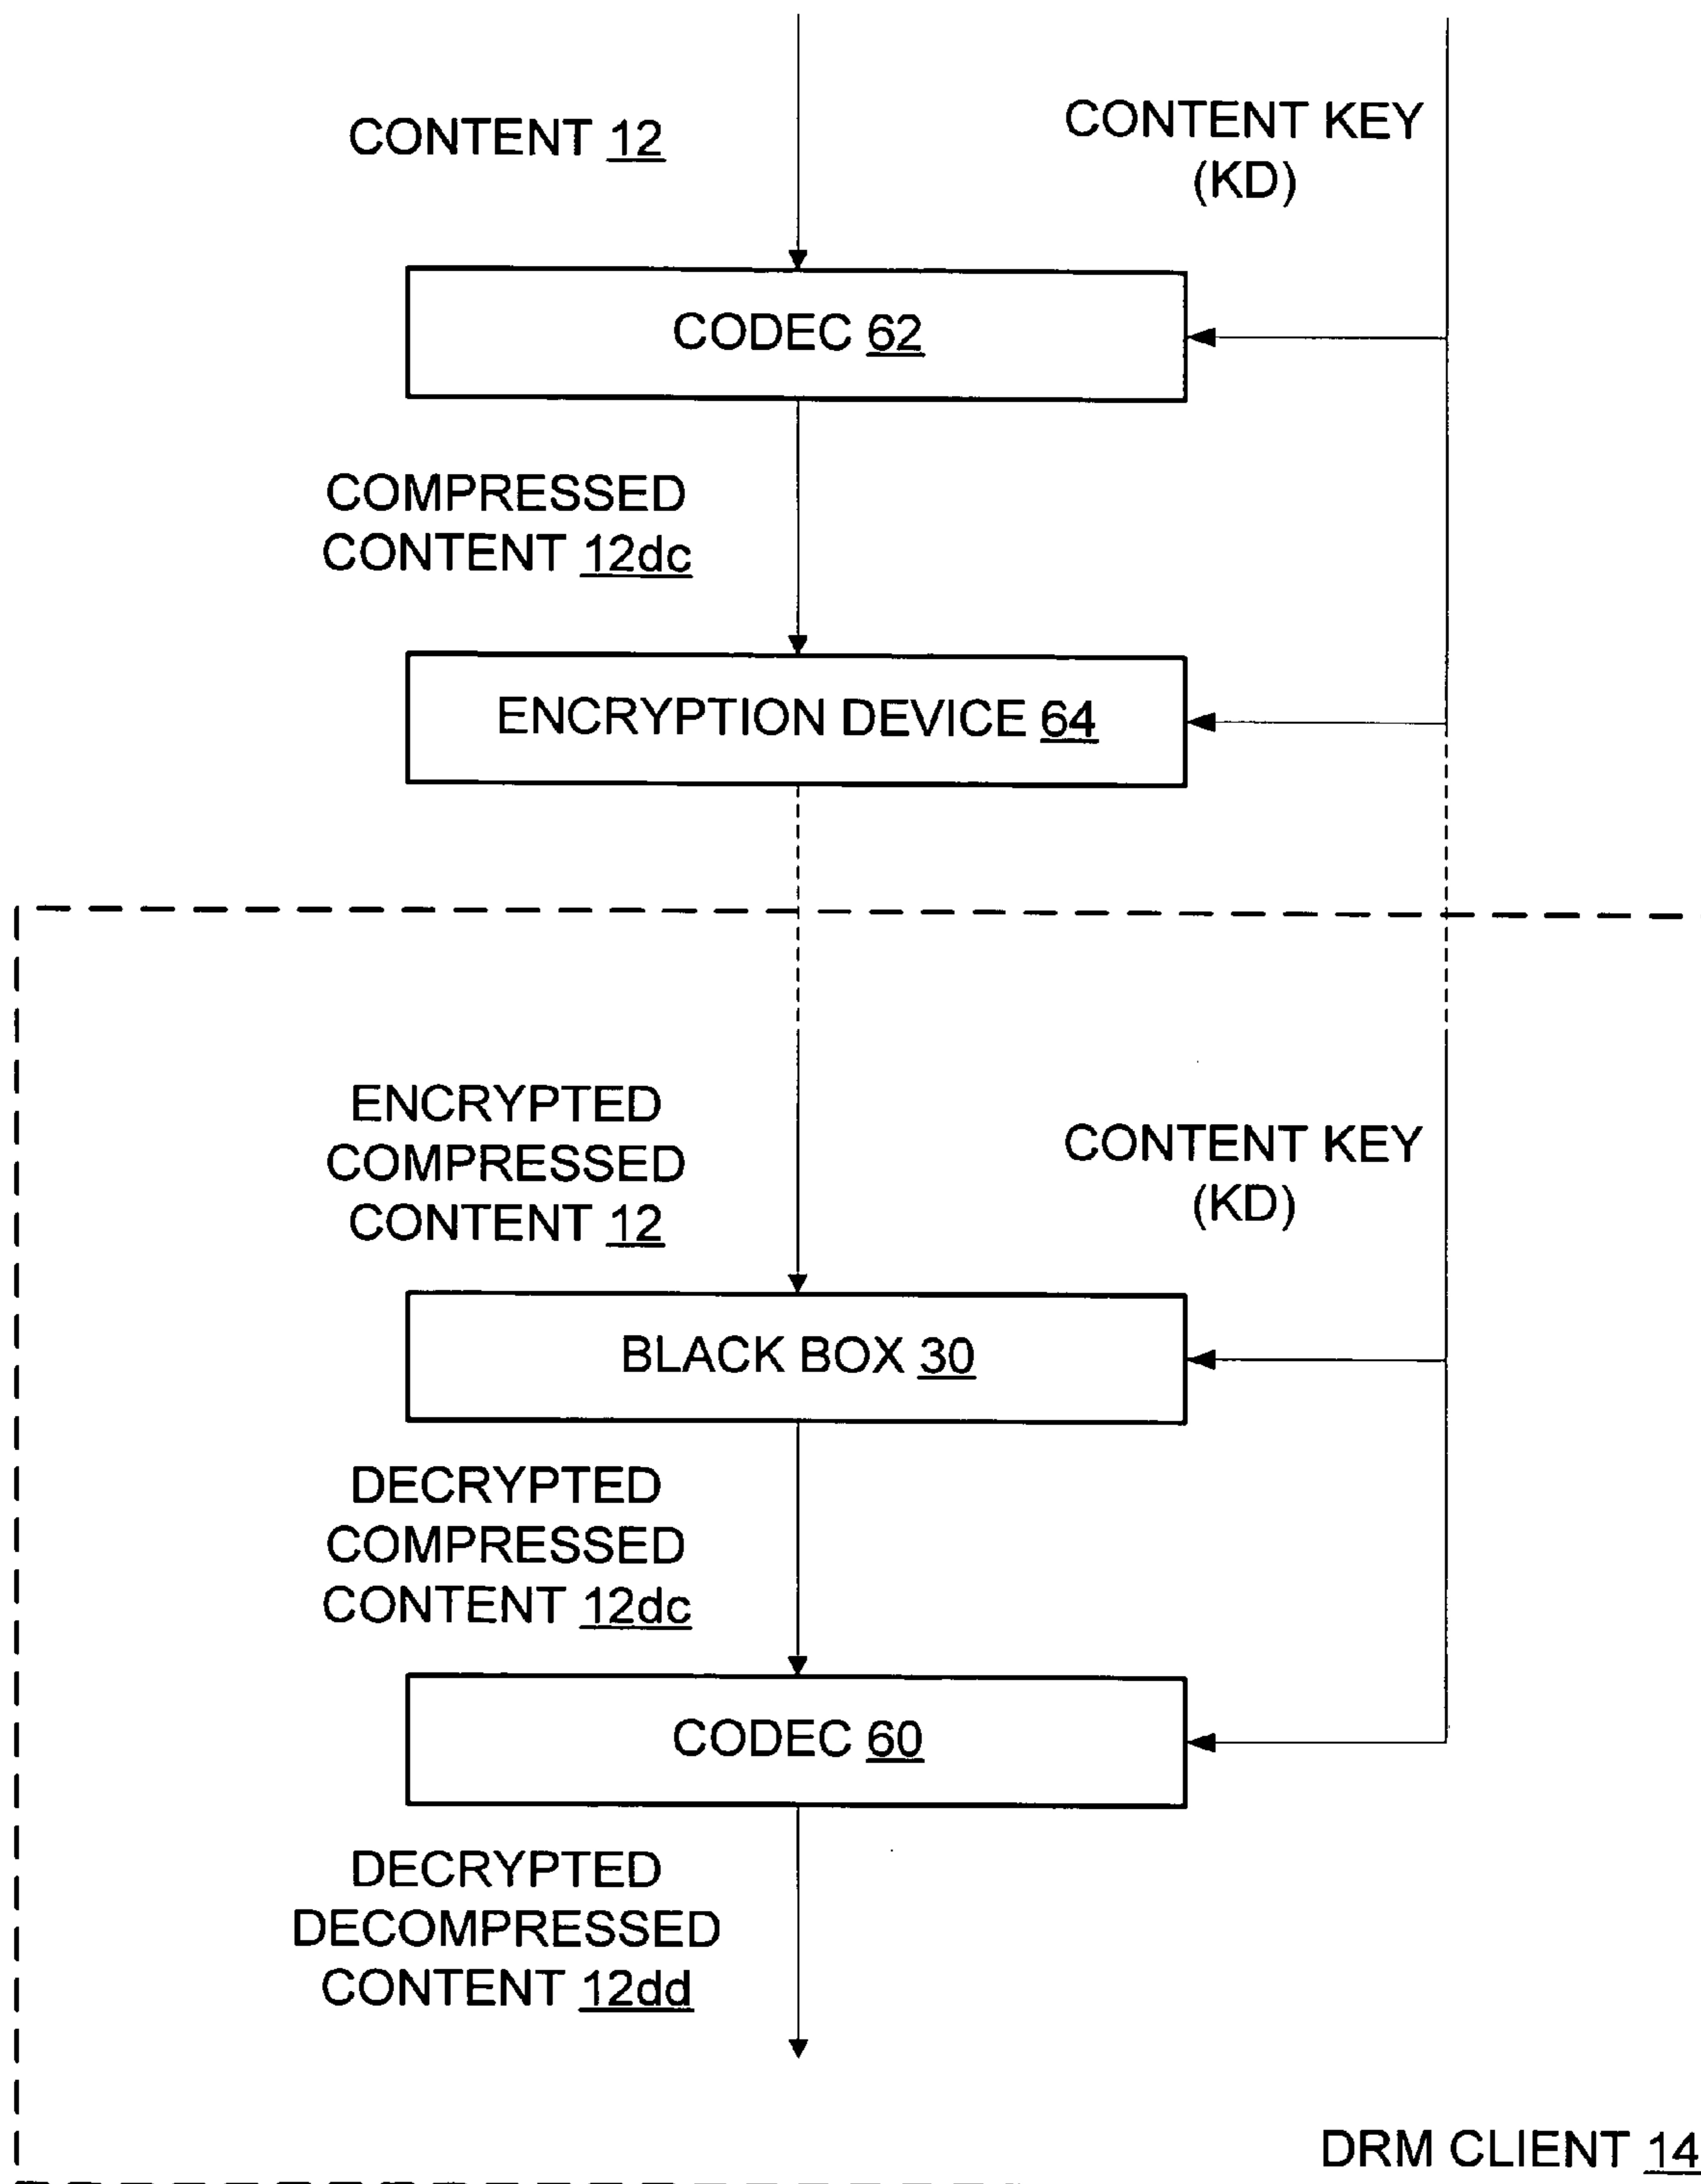 CONTENT 12
CONTENT KEY
(KD)
CODEC 62
COMPRESSED
CONTENT 12dc
ENCRYPTION DEVICE 64
ENCRYPTED
COMPRESSED
CONTENT 12
CONTENT KEY
(KD)
BLACK BOX 30
DECRYPTED
COMPRESSED
CONTENT 12dc
CODEC 60
DECRYPTED
DECOMPRESSED
CONTENT 12dd
DRM CLIENT 14